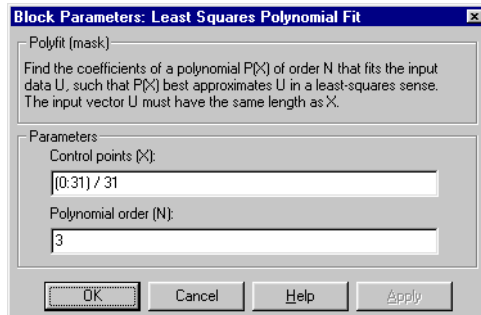 Block Parameters: Least Squares Polynomial Fit
Polyfit (mask)
Find the coefficients of a polynomial P(X) of order N that fits the input
data U, such that P(X) best approximates U in a least-squares sense.
The input vector U must have the same length as X.
Parameters
Control points (X):
(0:31) / 31
Polynomial order (N):
3
OK Cancel Help Apply